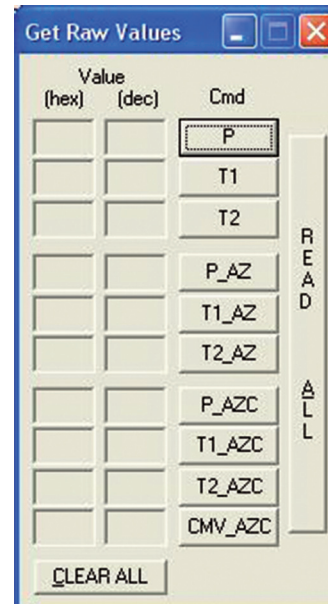 Get Raw Values
Value
(hex) (dec) Cmd
P
T1
T2
P_AZ
T1_AZ
T2_AZ
P_AZC
T1_AZC
T2_AZC
CMV_AZC
READ ALL
CLEAR ALL